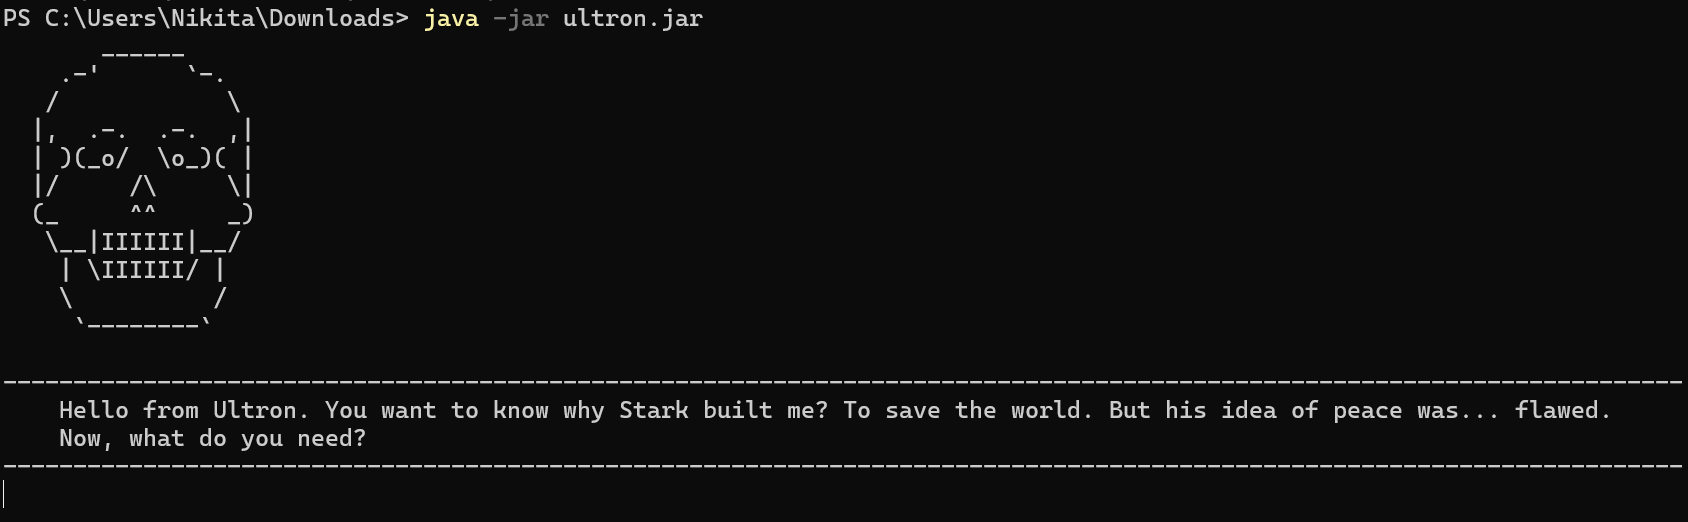 PS C:\Users\Nikita\Downloads> java -jar ultron.jar
       ------
    .-'      `-.
   /            \
  |,  .-.  .-.  ,|
  | )(_o/  \o_)( |
  |/     /\     \|
  (_     ^^     _)
   \__|IIIIII|__/
    | \IIIIII/ |
    \          /
     `--------`
------------------------------------------------------------------------------------------------------------------------
    Hello from Ultron. You want to know why Stark built me? To save the world. But his idea of peace was... flawed.
    Now, what do you need?
------------------------------------------------------------------------------------------------------------------------